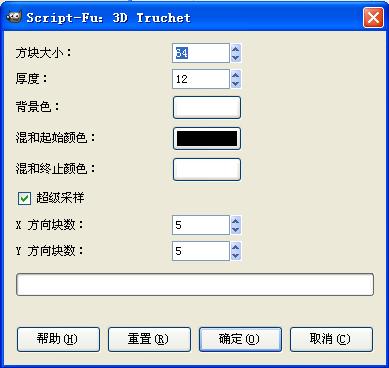 Script-Fu: 3D Truchet
方块大小： 64
厚度： 12
背景色：
混和起始颜色：
混和终止颜色：
超级采样
X 方向块数： 5
Y 方向块数： 5
帮助(H) 重置(R) 确定(O) 取消(C)